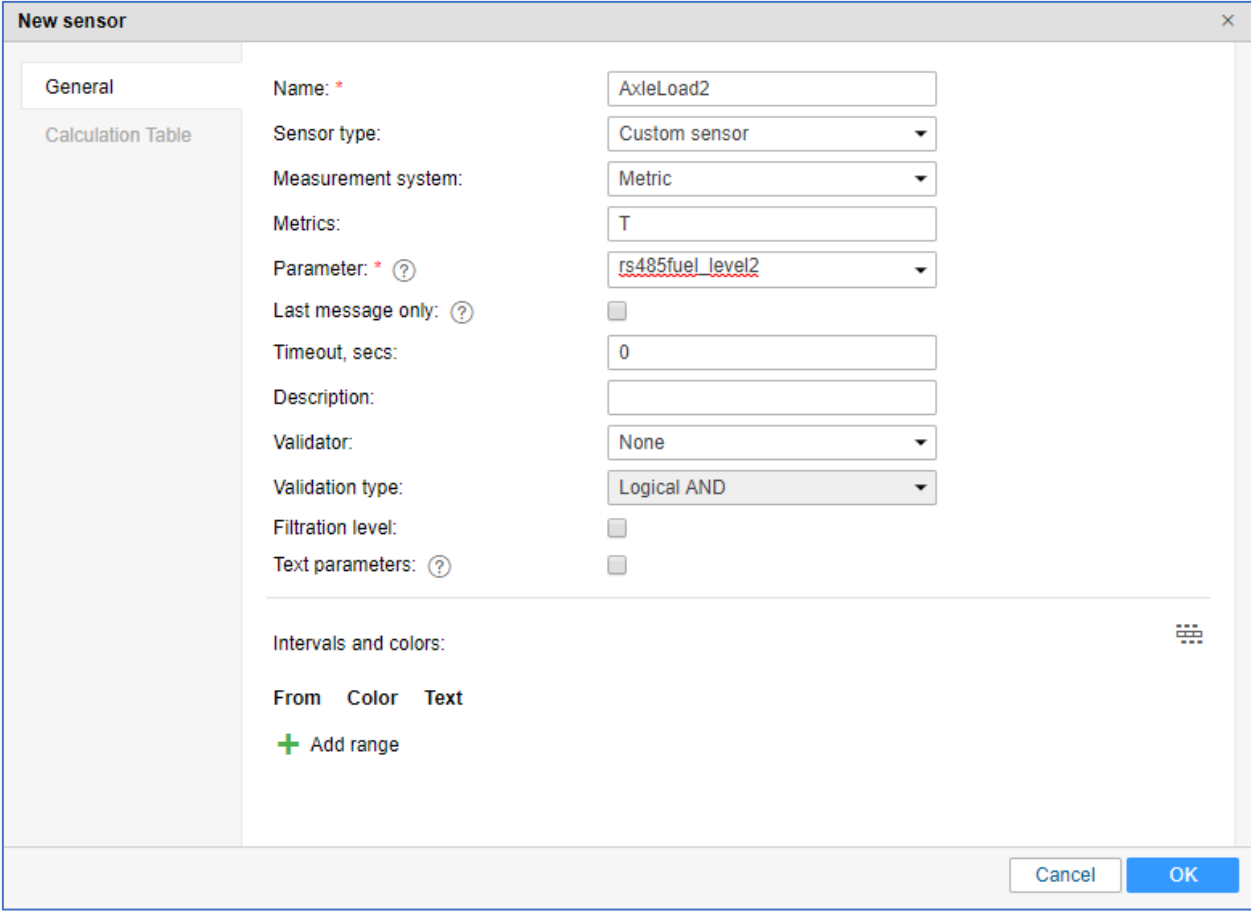 New sensor
General
Calculation Table
Name: *
AxleLoad2
Sensor type:
Custom sensor
Measurement system:
Metric
Metrics:
T
Parameter: * ?
rs485fuel_level2
Last message only: ?
Timeout, secs:
0
Description:
Validator:
None
Validation type:
Logical AND
Filtration level:
Text parameters: ?
Intervals and colors:
From Color Text
Add range
Cancel
OK